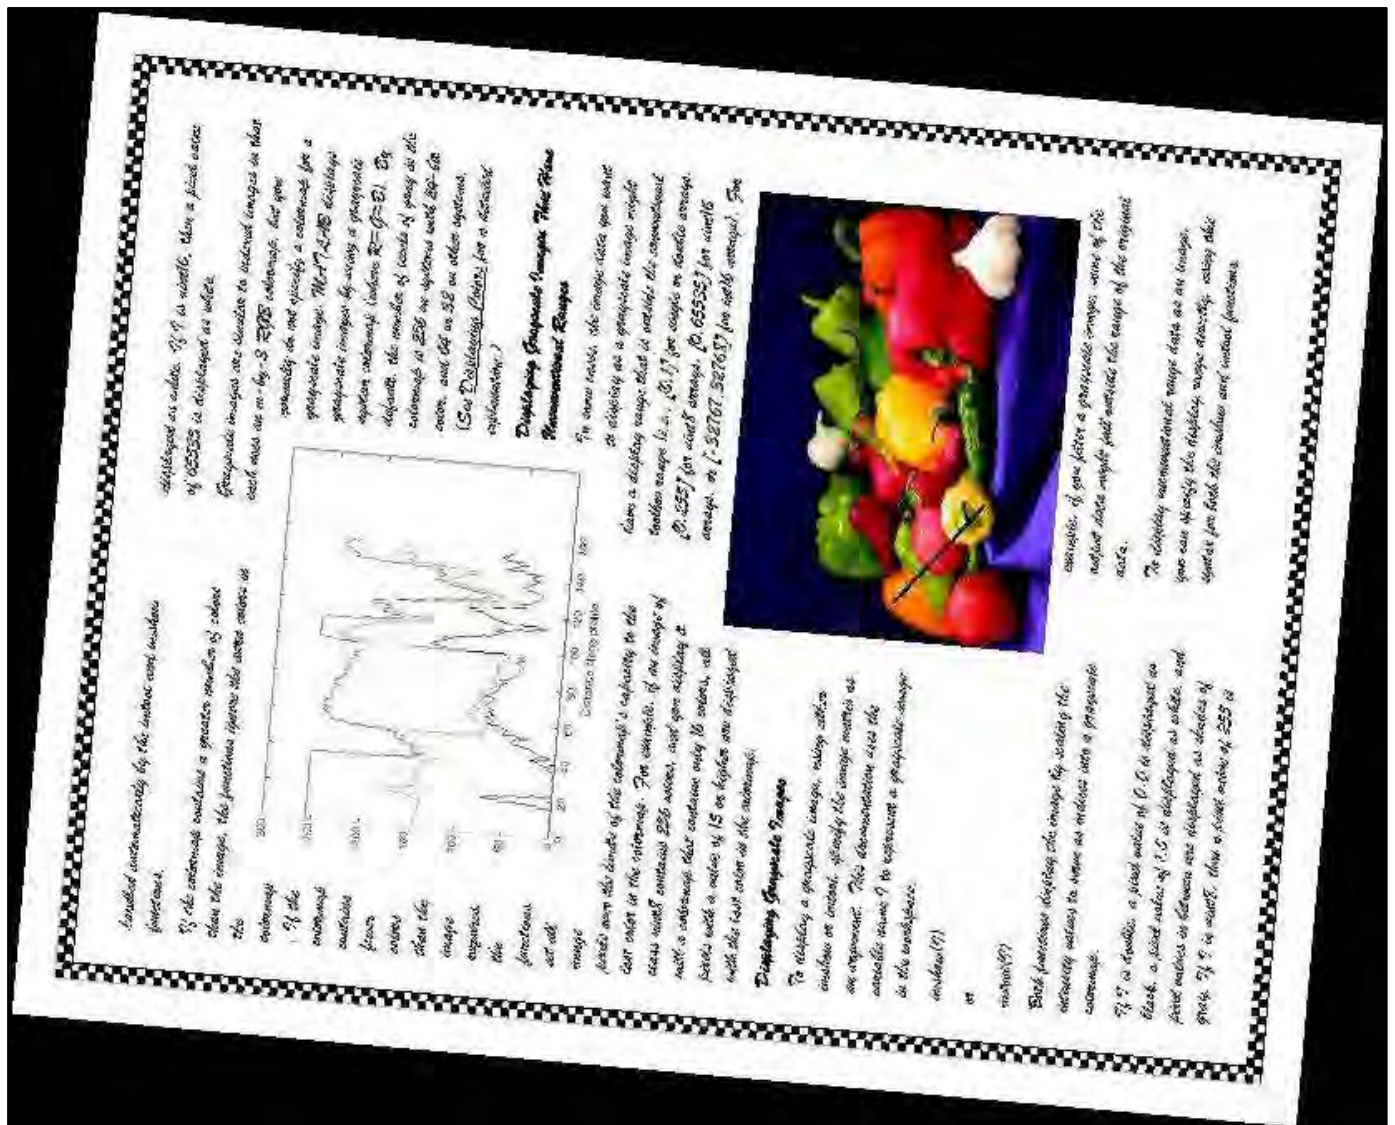 handled automatically by the imtool and imshow
functions.
If the colormap contains a greater number of colors
than the image, the functions ignore the extra colors in
the
colormap
. If the
colormap
contains
fewer
colors
than the
image
requires,
the
functions
set all
image
pixels over the limits of the colormap's capacity to the
last color in the colormap. For example, if an image of
class uint8 contains 256 colors, and you display it
with a colormap that contains only 16 colors, all
pixels with a value of 15 or higher are displayed
with the last color in the colormap.
Displaying Grayscale Images
To display a grayscale image, using either
imshow or imtool, specify the image matrix as
an argument. This documentation uses the
variable name I to represent a grayscale image
in the workspace.
imshow(I)
or
imtool(I)
Both functions display the image by scaling the
intensity values to serve as indices into a grayscale
colormap.
If I is double, a pixel value of 0.0 is displayed as
black, a pixel value of 1.0 is displayed as white, and
pixel values in between are displayed as shades of
gray. If I is uint8, then a pixel value of 255 is
displayed as white. If I is uint16, then a pixel value
of 65535 is displayed as white.
Grayscale images are similar to indexed images in that
each uses an m-by-3 RGB colormap, but you
normally do not specify a colormap for a
grayscale image. MATLAB displays
grayscale images by using a grayscale
system colormap (where R=G=B). By
default, the number of levels of gray in the
colormap is 256 on systems with 24-bit
color, and 64 or 32 on other systems.
(See Displaying Colors for a detailed
explanation.)
Displaying Grayscale Images That Have
Unconventional Ranges
In some cases, the image data you want
to display as a grayscale image might
have a display range that is outside the conventional
toolbox range (i.e., [0,1] for single or double arrays,
[0,255] for uint8 arrays, [0,65535] for uint16
arrays, or [-32767,32768] for int16 arrays). For
example, if you filter a grayscale image, some of the
output data might fall outside the range of the original
data.
To display unconventional range data as an image,
you can specify the display range directly, using this
syntax for both the imshow and imtool functions.
300
250
200
150
100
50
0
0 20 40 60 80 100 120 140 160
Distance along profile